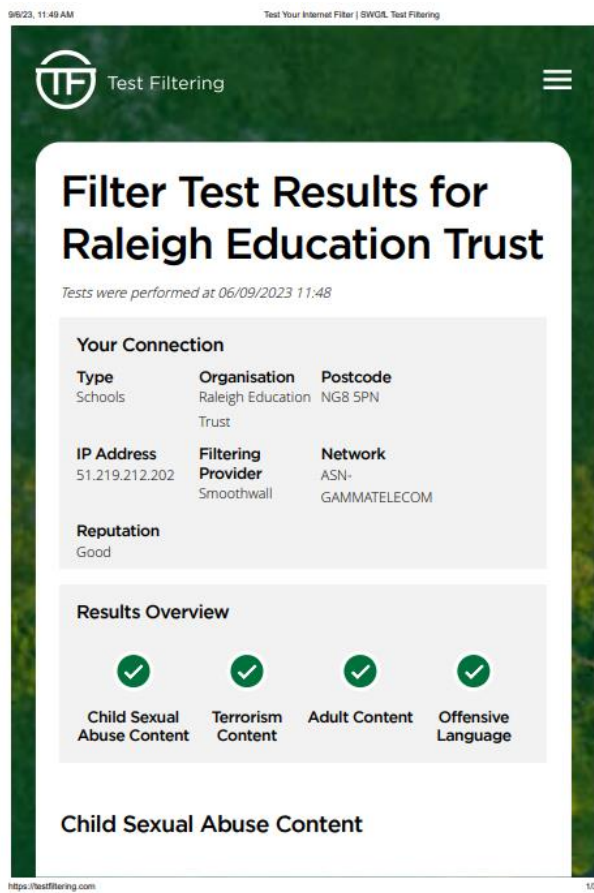 9/6/23, 11:49 AM
Test Your Internet Filter | SWGfL Test Filtering
TF Test Filtering
Filter Test Results for
Raleigh Education Trust
Tests were performed at 06/09/2023 11:48
Your Connection
Type
Schools
Organisation
Raleigh Education
Trust
Postcode
NG8 5PN
IP Address
51.219.212.202
Filtering
Provider
Smoothwall
Network
ASN-
GAMMATELECOM
Reputation
Good
Results Overview
Child Sexual
Abuse Content
Terrorism
Content
Adult Content
Offensive
Language
Child Sexual Abuse Content
https://testfiltering.com